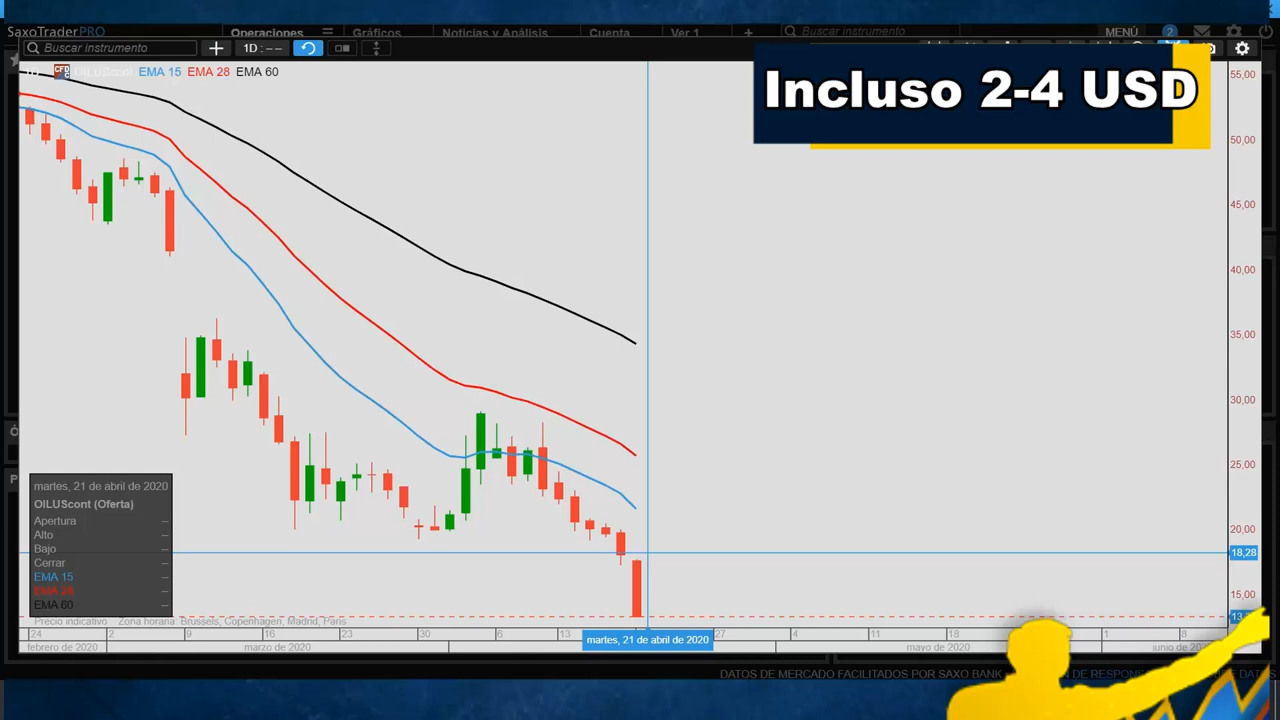 SaxoTraderPRO
Operaciones Gráficos Noticias y Análisis Cuenta Ver 1 + Buscar instrumento MENÚ 2
Buscar instrumento + 1D : – –
OILUScont EMA 15 EMA 28 EMA 60
Incluso 2-4 USD
55,00
50,00
45,00
40,00
35,00
30,00
25,00
20,00
18,28
15,00
martes, 21 de abril de 2020
OILUScont (Oferta)
Apertura –
Alto –
Bajo –
Cerrar –
EMA 15 –
EMA 28 –
EMA 60 –
Precio indicativo Zona horaria: Brussels, Copenhagen, Madrid, Paris
24 2 9 16 23 30 6 13 martes, 21 de abril de 2020 27 4 11 18 1 8
febrero de 2020 marzo de 2020 mayo de 2020 junio de
DATOS DE MERCADO FACILITADOS POR SAXO BANK DE